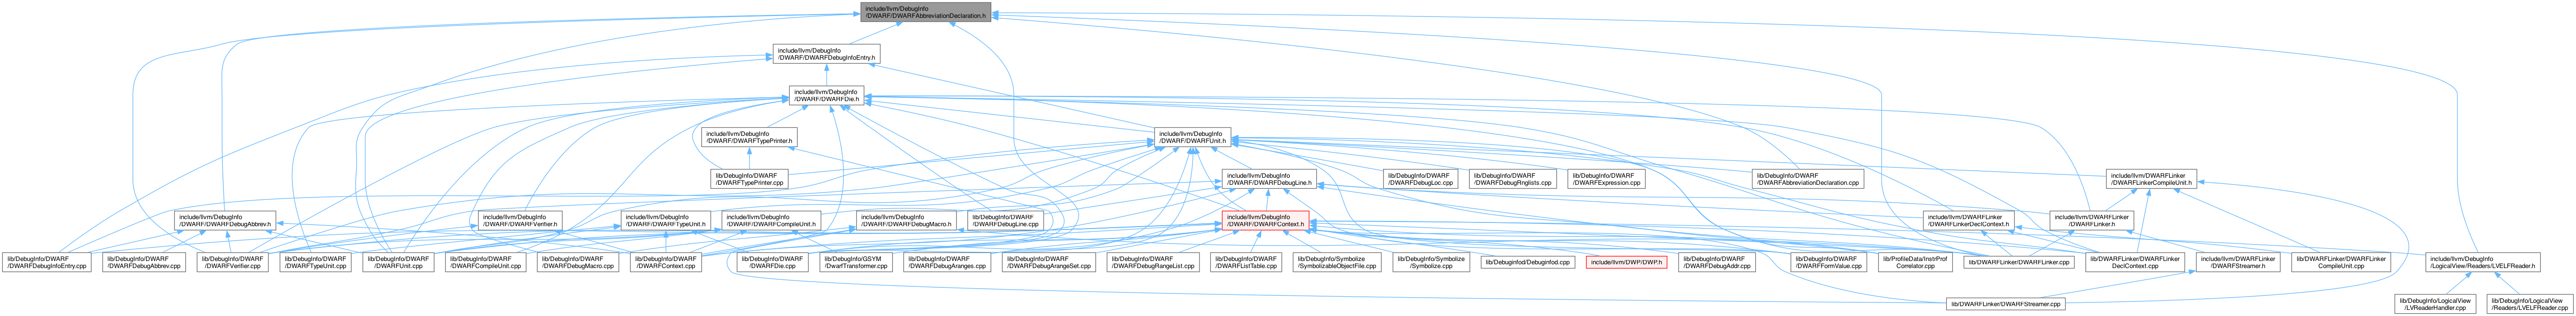 include/llvm/DebugInfo
/DWARF/DWARFAbbreviationDeclaration.h
include/llvm/DebugInfo
/DWARF/DWARFDebugInfoEntry.h
include/llvm/DebugInfo
/DWARF/DWARFDie.h
include/llvm/DebugInfo
/DWARF/DWARFTypePrinter.h
include/llvm/DebugInfo
/DWARF/DWARFUnit.h
lib/DebugInfo/DWARF
/DWARFTypePrinter.cpp
include/llvm/DebugInfo
/DWARF/DWARFDebugLine.h
lib/DebugInfo/DWARF
/DWARFDebugLoc.cpp
lib/DebugInfo/DWARF
/DWARFDebugRnglists.cpp
lib/DebugInfo/DWARF
/DWARFExpression.cpp
lib/DebugInfo/DWARF
/DWARFAbbreviationDeclaration.cpp
include/llvm/DWARFLinker
/DWARFLinkerCompileUnit.h
include/llvm/DebugInfo
/DWARF/DWARFDebugAbbrev.h
include/llvm/DebugInfo
/DWARF/DWARFVerifier.h
include/llvm/DebugInfo
/DWARF/DWARFTypeUnit.h
include/llvm/DebugInfo
/DWARF/DWARFCompileUnit.h
include/llvm/DebugInfo
/DWARF/DWARFDebugMacro.h
lib/DebugInfo/DWARF
/DWARFDebugLine.cpp
include/llvm/DebugInfo
/DWARF/DWARFContext.h
include/llvm/DWARFLinker
/DWARFLinkerDeclContext.h
include/llvm/DWARFLinker
/DWARFLinker.h
lib/DebugInfo/DWARF
/DWARFDebugInfoEntry.cpp
lib/DebugInfo/DWARF
/DWARFDebugAbbrev.cpp
lib/DebugInfo/DWARF
/DWARFVerifier.cpp
lib/DebugInfo/DWARF
/DWARFTypeUnit.cpp
lib/DebugInfo/DWARF
/DWARFUnit.cpp
lib/DebugInfo/DWARF
/DWARFCompileUnit.cpp
lib/DebugInfo/DWARF
/DWARFDebugMacro.cpp
lib/DebugInfo/DWARF
/DWARFContext.cpp
lib/DebugInfo/DWARF
/DWARFDie.cpp
lib/DebugInfo/GSYM
/DwarfTransformer.cpp
lib/DebugInfo/DWARF
/DWARFDebugAranges.cpp
lib/DebugInfo/DWARF
/DWARFDebugArangeSet.cpp
lib/DebugInfo/DWARF
/DWARFDebugRangeList.cpp
lib/DebugInfo/DWARF
/DWARFListTable.cpp
lib/DebugInfo/Symbolize
/SymbolizableObjectFile.cpp
lib/DebugInfo/Symbolize
/Symbolize.cpp
lib/Debuginfod/Debuginfod.cpp
include/llvm/DWP/DWP.h
lib/DebugInfo/DWARF
/DWARFDebugAddr.cpp
lib/DebugInfo/DWARF
/DWARFFormValue.cpp
lib/ProfileData/InstrProf
Correlator.cpp
lib/DWARFLinker/DWARFLinker.cpp
lib/DWARFLinker/DWARFLinker
DeclContext.cpp
include/llvm/DWARFLinker
/DWARFStreamer.h
lib/DWARFLinker/DWARFLinker
CompileUnit.cpp
include/llvm/DebugInfo
/LogicalView/Readers/LVELFReader.h
lib/DWARFLinker/DWARFStreamer.cpp
lib/DebugInfo/LogicalView
/LVReaderHandler.cpp
lib/DebugInfo/LogicalView
/Readers/LVELFReader.cpp